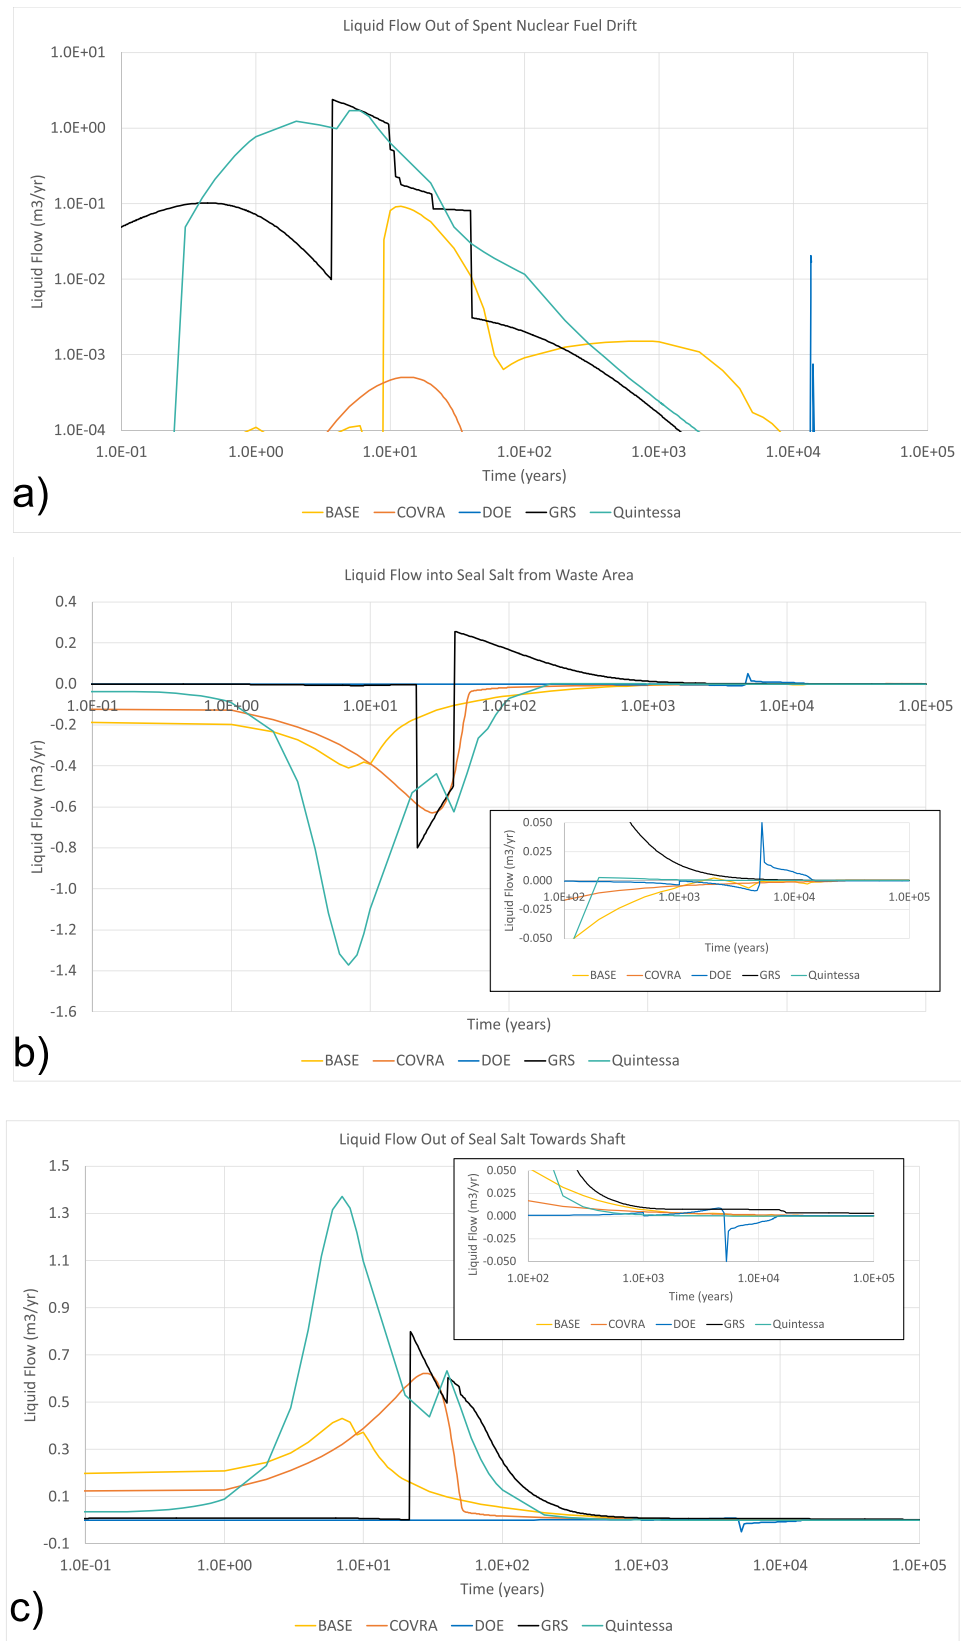 Liquid Flow Out of Spent Nuclear Fuel Drift
1.0E+01
1.0E+00
1.0E-01
1.0E-02
1.0E-03
1.0E-04
Liquid Flow (m3/yr)
1.0E-01 1.0E+00 1.0E+01 1.0E+02 1.0E+03 1.0E+04 1.0E+05
Time (years)
a)
BASE COVRA DOE GRS Quintessa
Liquid Flow into Seal Salt from Waste Area
0.4
0.2
0.0
1.0E-01 1.0E+00 1.0E+01 1.0E+02 1.0E+03 1.0E+04 1.0E+05
-0.2
-0.4
-0.6
-0.8
-1.0
-1.2
-1.4
-1.6
Liquid Flow (m3/yr)
0.050
0.025
0.000
1.0E+02 1.0E+03 1.0E+04 1.0E+05
-0.025
-0.050
Liquid Flow (m3/yr)
Time (years)
BASE COVRA DOE GRS Quintessa
Time (years)
b)
BASE COVRA DOE GRS Quintessa
Liquid Flow Out of Seal Salt Towards Shaft
1.5
1.3
1.1
0.9
0.7
0.5
0.3
0.1
-0.1
Liquid Flow (m3/yr)
0.050
0.025
0.000
-0.025
-0.050
Liquid Flow (m3/yr)
1.0E+02 1.0E+03 1.0E+04 1.0E+05
Time (years)
BASE COVRA DOE GRS Quintessa
1.0E-01 1.0E+00 1.0E+01 1.0E+02 1.0E+03 1.0E+04 1.0E+05
Time (years)
c)
BASE COVRA DOE GRS Quintessa